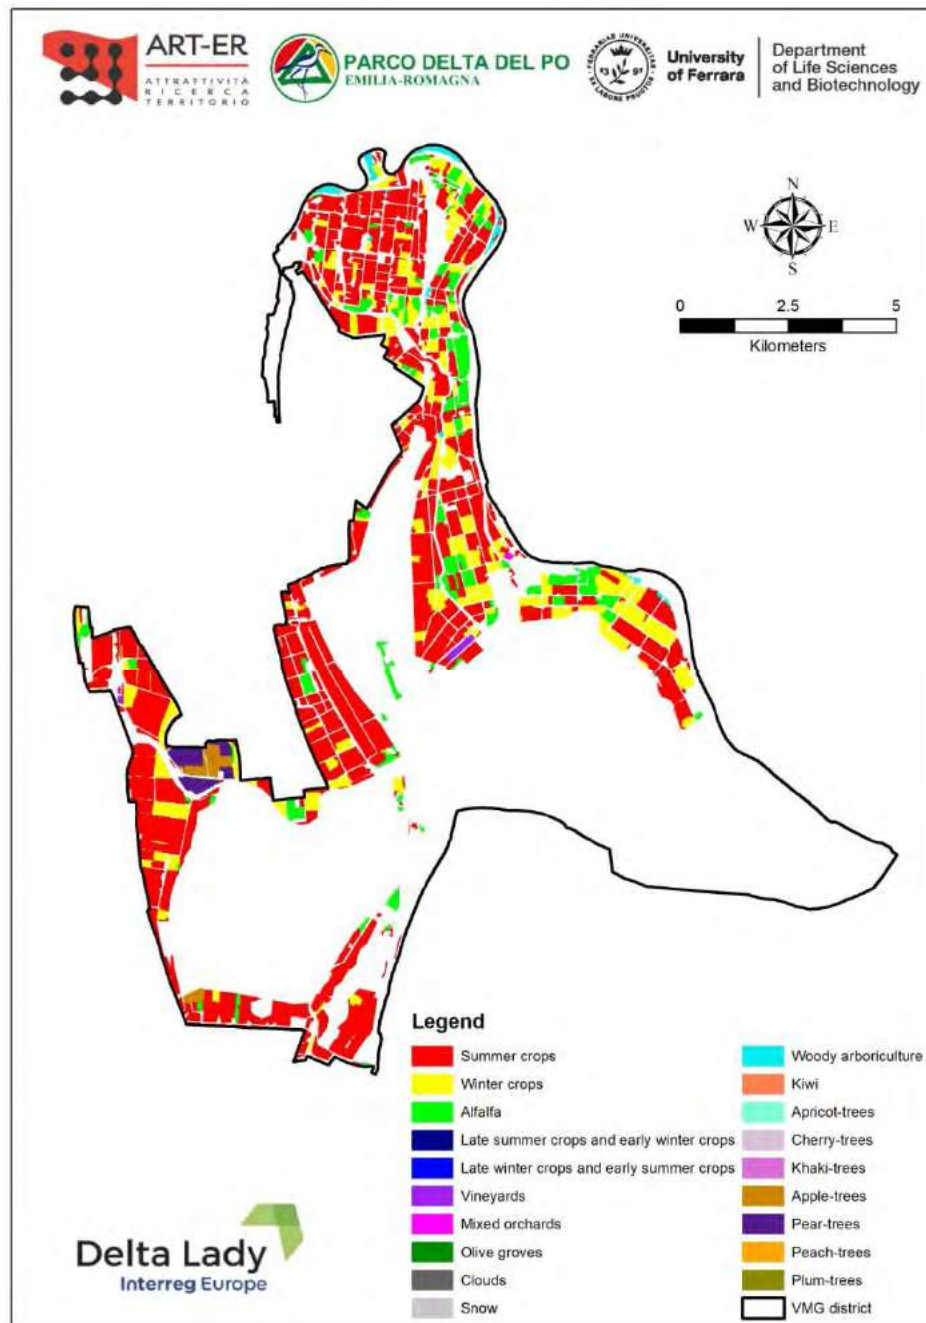 ART-ER
ATTRATTIVITÀ
RICERCA
TERRITORIO
PARCO DELTA DEL PO
EMILIA-ROMAGNA
University
of Ferrara
Department
of Life Sciences
and Biotechnology
N
W
E
S
0
2.5
5
Kilometers
Legend
Summer crops
Winter crops
Alfalfa
Late summer crops and early winter crops
Late winter crops and early summer crops
Vineyards
Mixed orchards
Olive groves
Clouds
Snow
Woody arboriculture
Kiwi
Apricot-trees
Cherry-trees
Khaki-trees
Apple-trees
Pear-trees
Peach-trees
Plum-trees
VMG district
Delta Lady
Interreg Europe